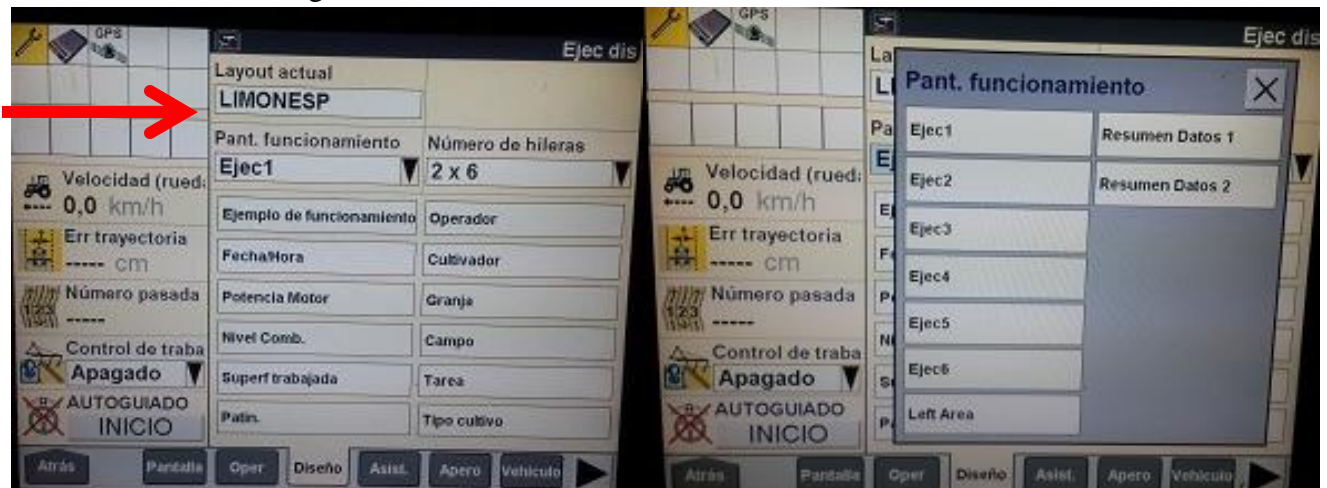 GPS
Ejec dis
Layout actual
LIMONESP
Pant. funcionamiento
Número de hileras
Ejec1
2 x 6
Velocidad (rued
0,0 km/h
Ejemplo de funcionamiento
Operador
Err trayectoria
----- cm
Fecha/Hora
Cultivador
Número pasada
-----
Potencia Motor
Granja
Nivel Comb.
Campo
Control de traba
Apagado
Superf trabajada
Tarea
AUTOGUIADO
INICIO
Patin.
Tipo cultivo
Atrás
Pantalla
Oper
Diseño
Asist.
Apero
Vehiculo
GPS
Ejec dis
La
LI
Pant. funcionamiento
X
Pa
Ejec1
Resumen Datos 1
Ej
Ejec2
Resumen Datos 2
Velocidad (rued
0,0 km/h
Ejec3
Err trayectoria
----- cm
Ejec4
Número pasada
-----
Ejec5
Control de traba
Apagado
Ejec6
AUTOGUIADO
INICIO
Left Area
Atrás
Pantalla
Oper
Diseño
Asist.
Apero
Vehiculo